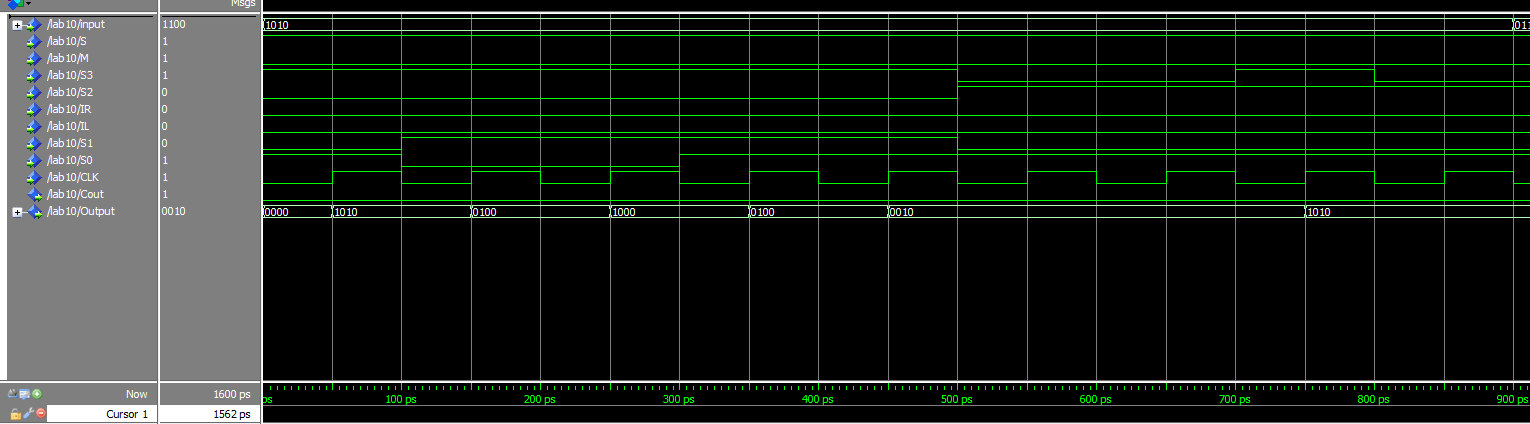 Msgs
/lab10/input 1100 1010 011
/lab10/S 1
/lab10/M 1
/lab10/S3 1
/lab10/S2 0
/lab10/IR 0
/lab10/IL 0
/lab10/S1 0
/lab10/S0 1
/lab10/CLK 1
/lab10/Cout 1
/lab10/Output 0010 0000 1010 0100 1000 0100 0010 1010
Now 1600 ps ps 100 ps 200 ps 300 ps 400 ps 500 ps 600 ps 700 ps 800 ps 900 ps
Cursor 1 1562 ps